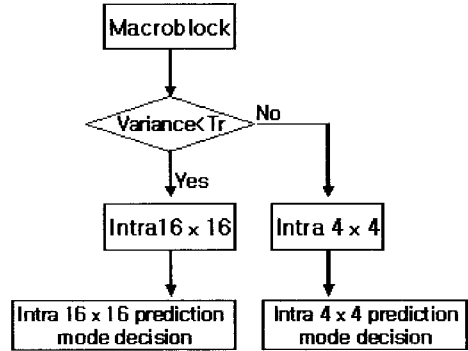 Macroblock
Variance<Tr
No
Yes
Intra16 x 16
Intra 4 x 4
Intra 16 x 16 prediction
mode decision
Intra 4 x 4 prediction
mode decision